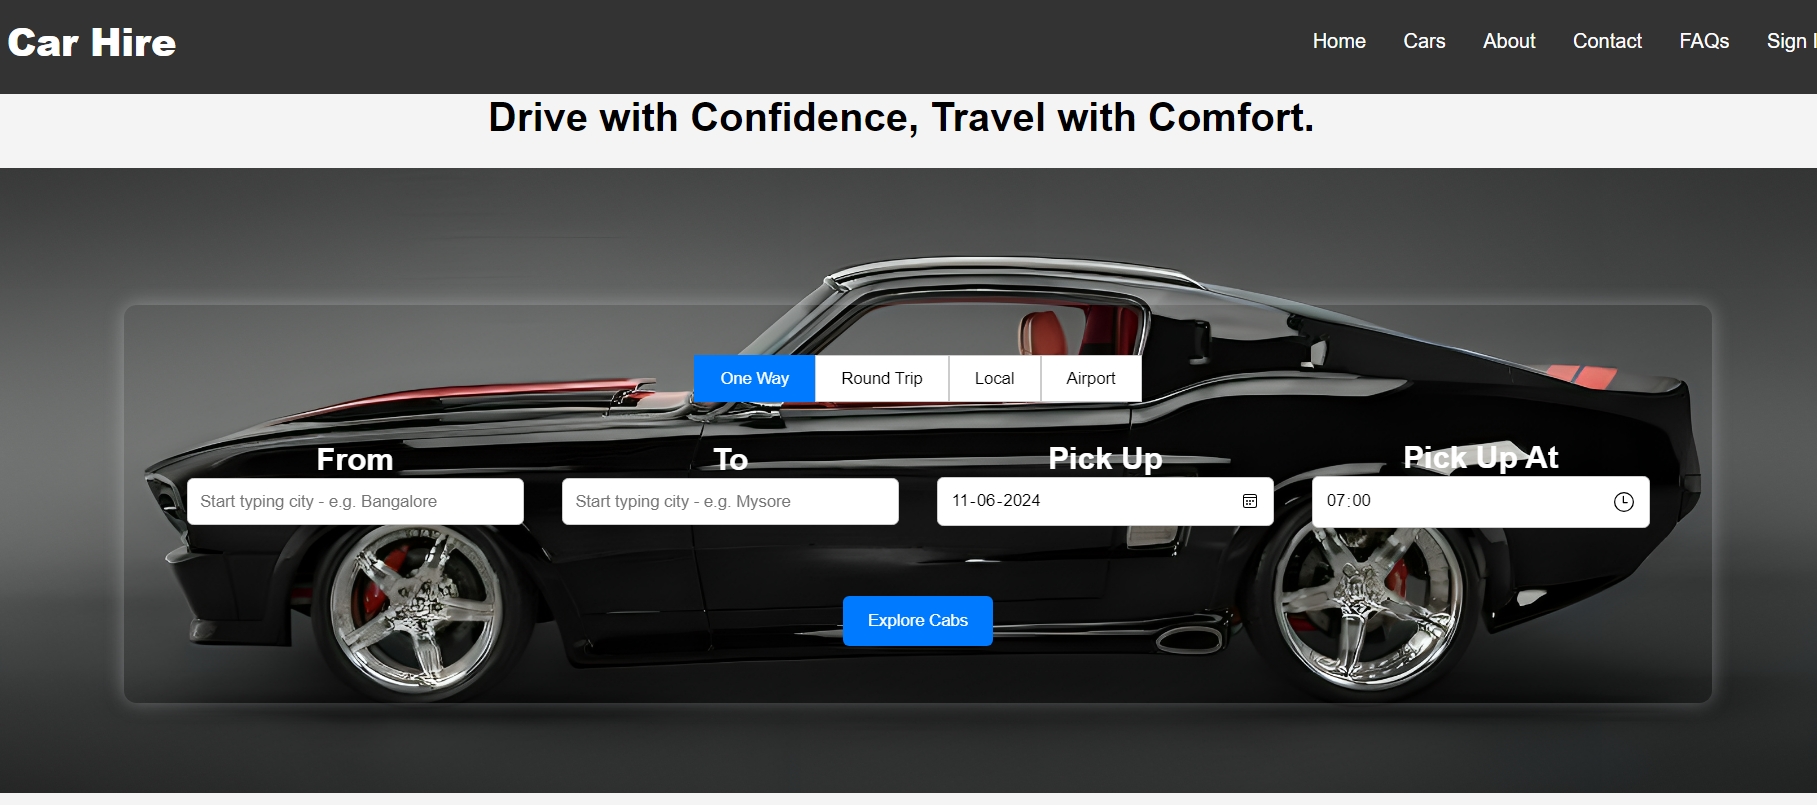 Car Hire
Home Cars About Contact FAQs Sign
Drive with Confidence, Travel with Comfort.
One Way Round Trip Local Airport
From To Pick Up Pick Up At
Start typing city - e.g. Bangalore Start typing city - e.g. Mysore 11-06-2024 07:00
Explore Cabs